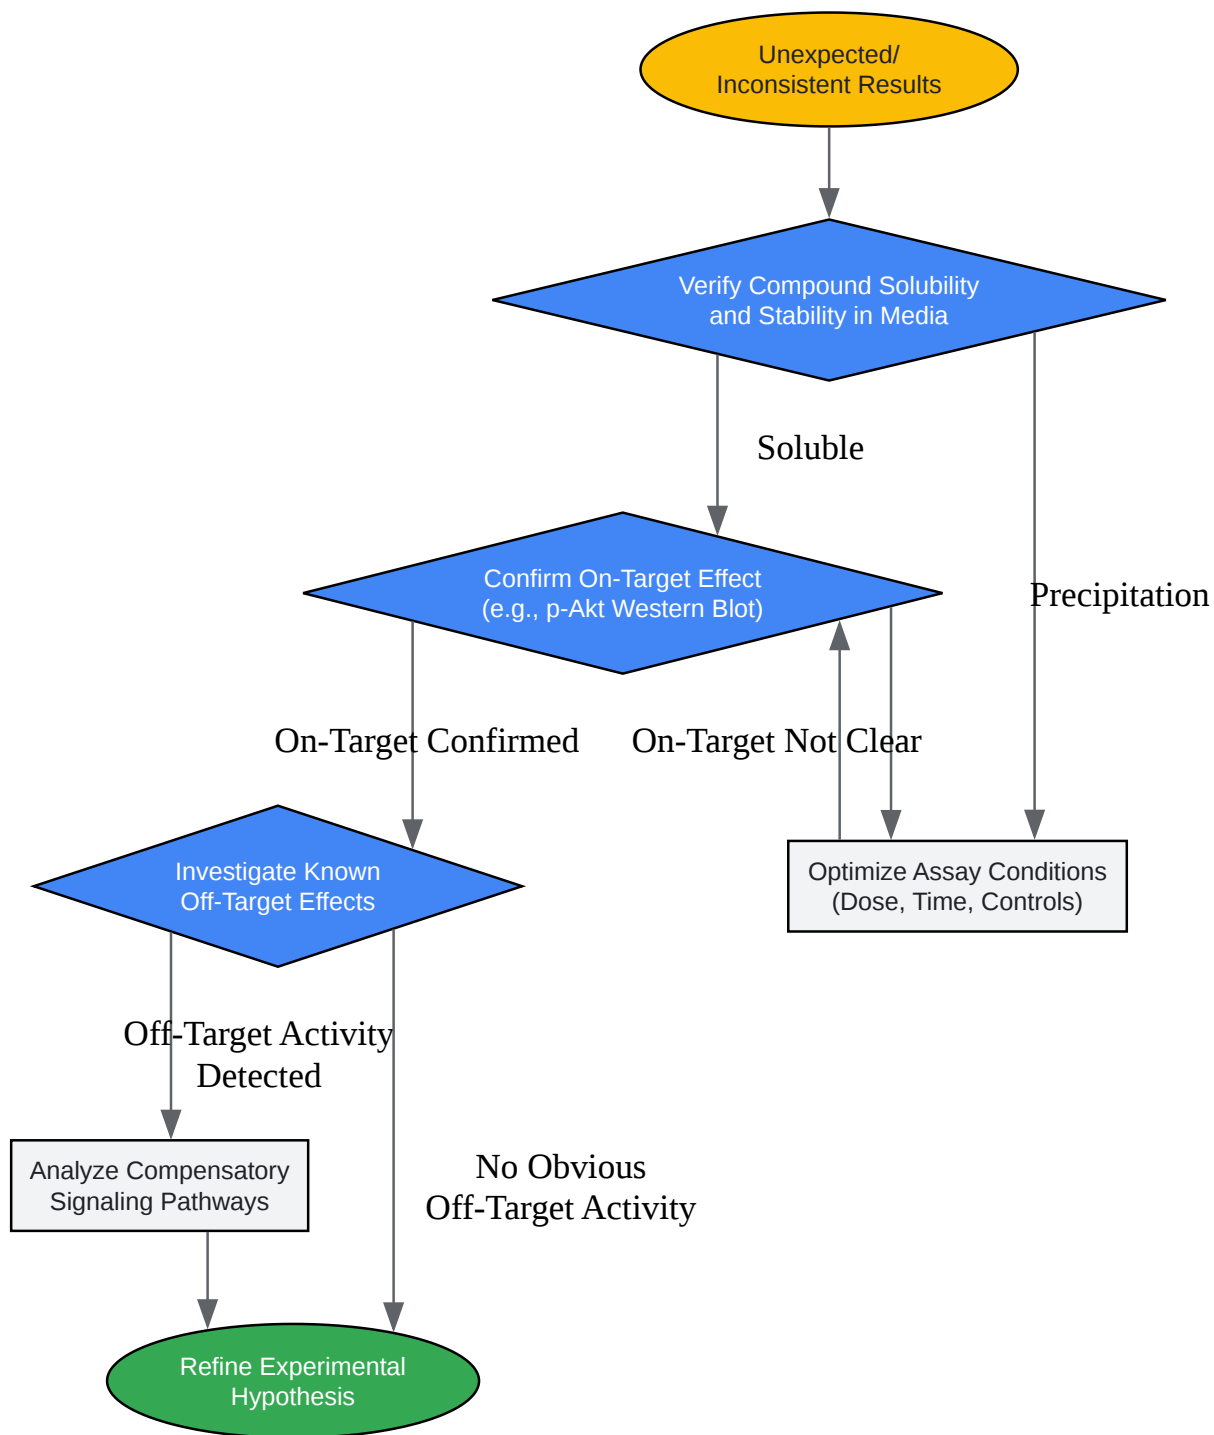 Unexpected/
Inconsistent Results
Verify Compound Solubility
and Stability in Media
Soluble
Confirm On-Target Effect
(e.g., p-Akt Western Blot)
Precipitation
On-Target Confirmed
On-Target Not Clear
Investigate Known
Off-Target Effects
Optimize Assay Conditions
(Dose, Time, Controls)
Off-Target Activity
Detected
Analyze Compensatory
Signaling Pathways
No Obvious
Off-Target Activity
Refine Experimental
Hypothesis